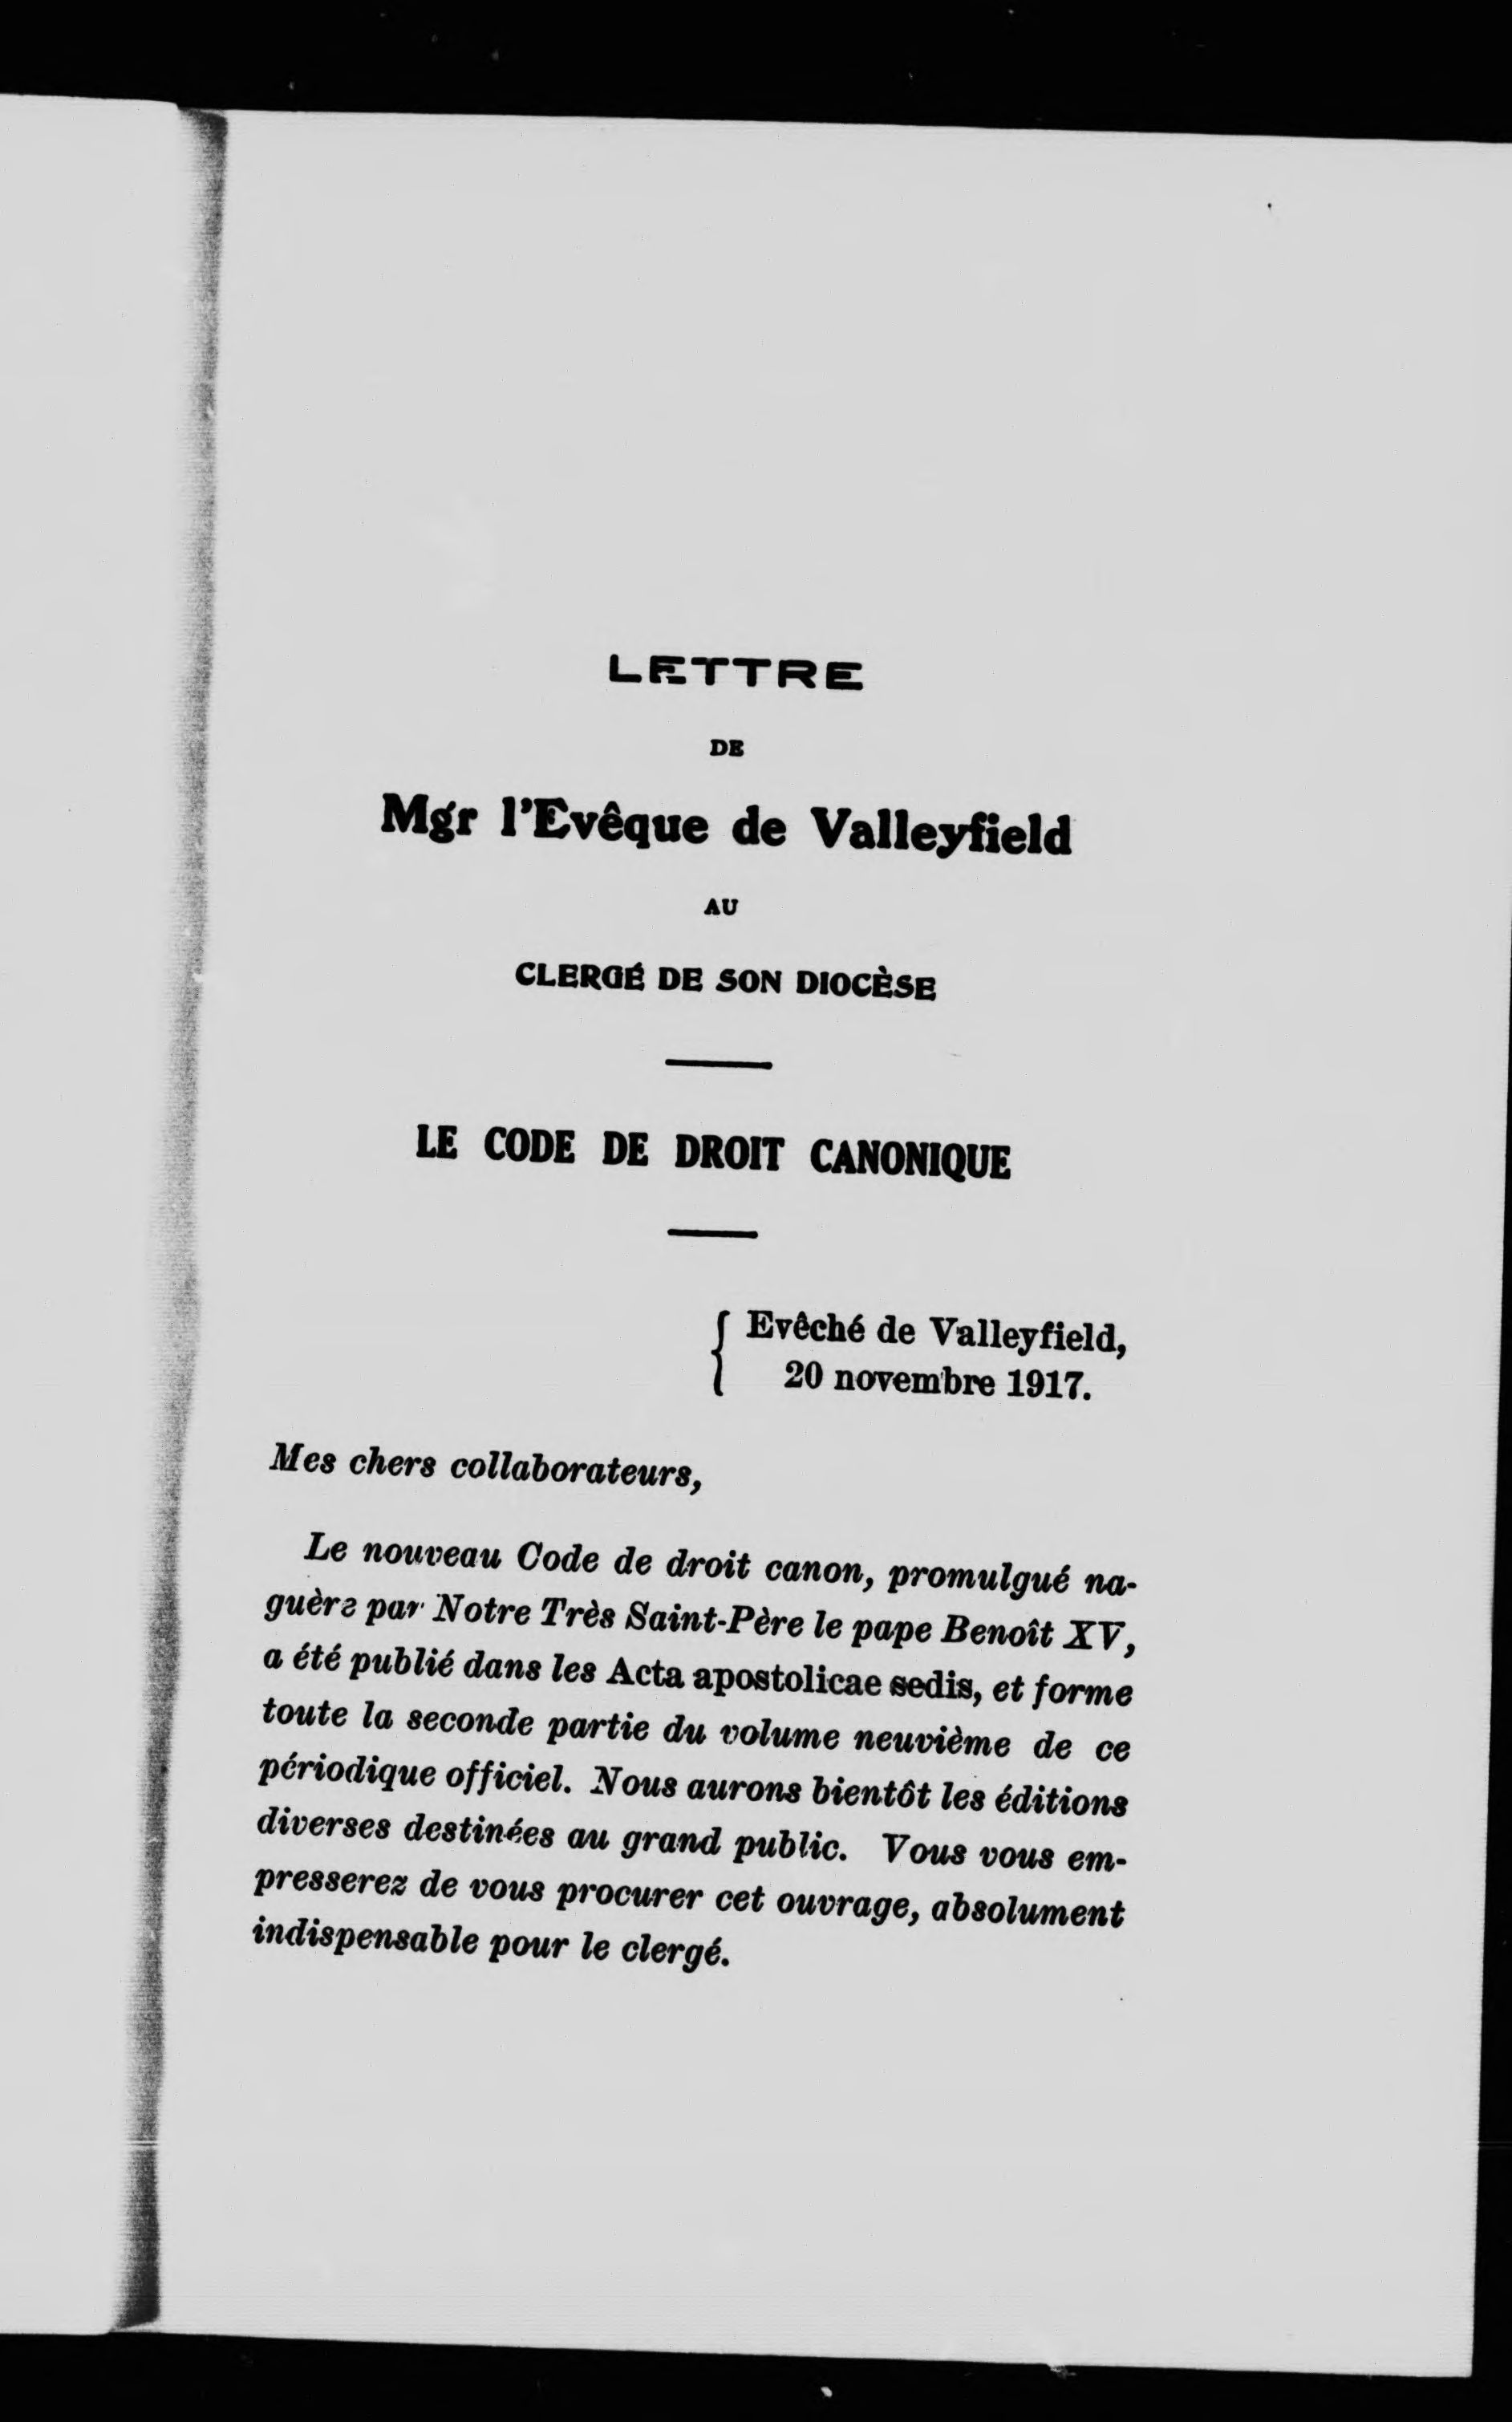 LETTRE
DE
Mgr l'Evêque de Valleyfield
AU
CLERGÉ DE SON DIOCÈSE
LE CODE DE DROIT CANONIQUE
Evêché de Valleyfield,
20 novembre 1917.
Mes chers collaborateurs,
Le nouveau Code de droit canon, promulgué na-
guère par Notre Très Saint-Père le pape Benoît XV,
a été publié dans les Acta apostolicae sedis, et forme
toute la seconde partie du volume neuvième de ce
périodique officiel. Nous aurons bientôt les éditions
diverses destinées au grand public. Vous vous em-
presserez de vous procurer cet ouvrage, absolument
indispensable pour le clergé.